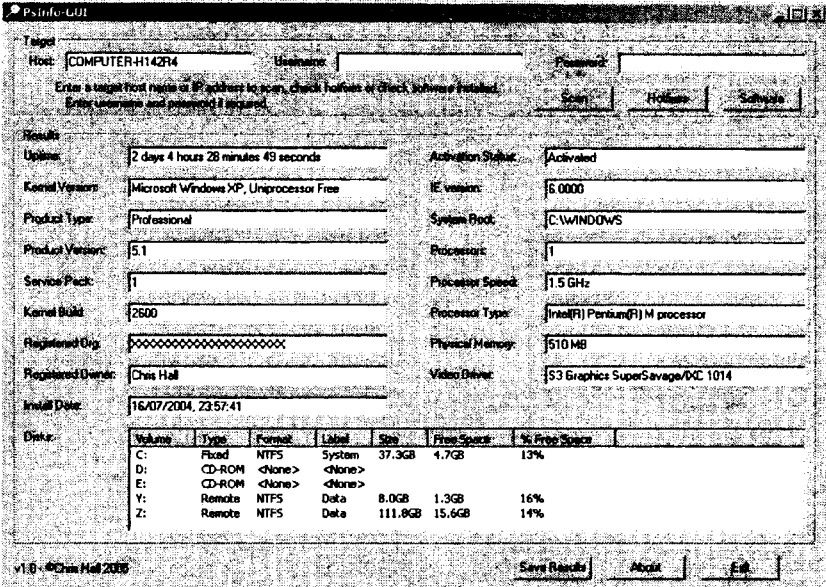 PsInfo-GUI
Target
Host: COMPUTER-H142R4 Username: Password:
Enter a target host name or IP address to scan, check hotfixes or check software installed.
Enter username and password if required.
Scan Hotfixes Software
Results
Uptime: 2 days 4 hours 28 minutes 49 seconds Activation Status: Activated
Kernel Version: Microsoft Windows XP, Uniprocessor Free IE version: 6.0000
Product Type: Professional System Root: C:\WINDOWS
Product Version: 5.1 Processors: 1
Service Pack: 1 Processor Speed: 1.5 GHz
Kernel Build: 2600 Processor Type: Intel(R) Pentium(R) M processor
Registered Org: Physical Memory: 510 MB
Registered Owner: Chris Hall Video Driver: S3 Graphics SuperSavage/IXC 1014
Install Date: 16/07/2004, 23:57:41
Disks: Volume Type Format Label Size Free Space % Free Space
C: Fixed NTFS System 37.3GB 4.7GB 13%
D: CD-ROM <None> <None>
E: CD-ROM <None> <None>
Y: Remote NTFS Data 8.0GB 1.3GB 16%
Z: Remote NTFS Data 111.8GB 15.6GB 14%
v1.0 - ©Chris Hall 2005 Save Results About Exit